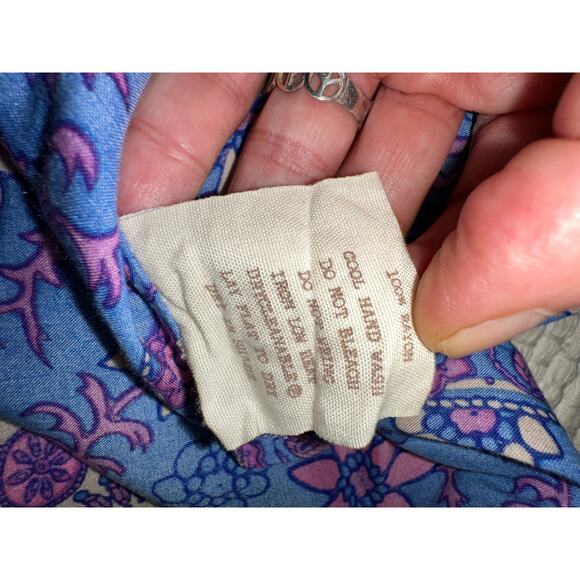 100% RAYON
COOL HAND WASH
DO NOT BLEACH
DO NOT WRING
IRON LOW HEAT
DRYCLEANABLE Ⓟ
LAY FLAT TO DRY